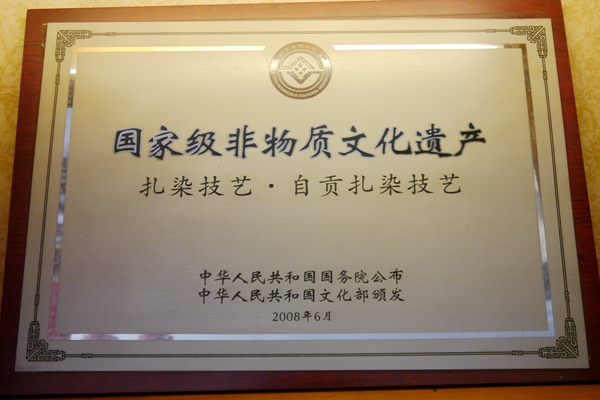 国家级非物质文化遗产
扎染技艺·自贡扎染技艺
中华人民共和国国务院公布
中华人民共和国文化部颁发
2008年6月